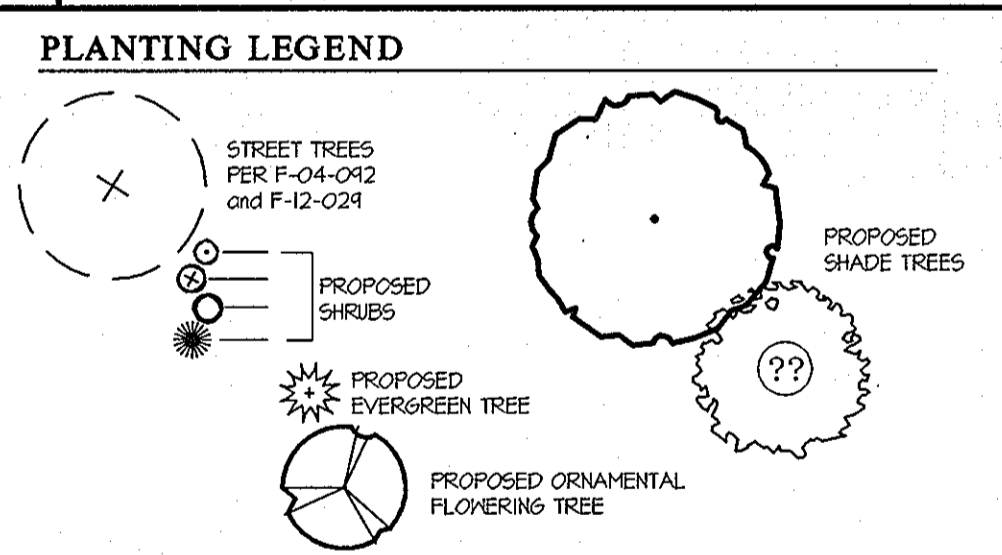 PLANTING LEGEND
STREET TREES
PER F-04-092
and F-12-029
PROPOSED
SHRUBS
PROPOSED
SHADE TREES
??
PROPOSED
EVERGREEN TREE
PROPOSED ORNAMENTAL
FLOWERING TREE